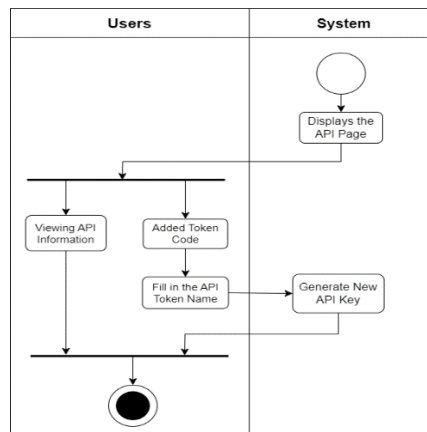 Users
System
Displays the
API Page
Viewing API
Information
Added Token
Code
Fill in the API
Token Name
Generate New
API Key